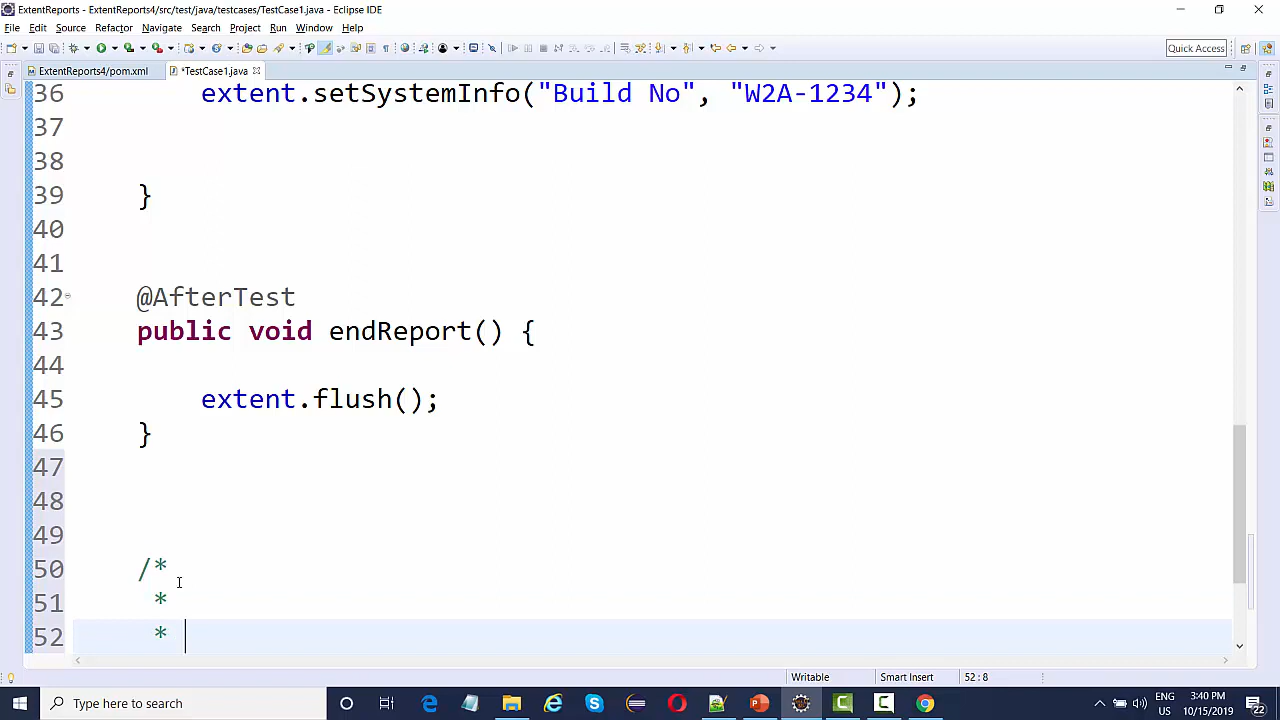 ExtentReports - ExtentReports4/src/test/java/testcases/TestCase1.java - Eclipse IDE
File Edit Source Refactor Navigate Search Project Run Window Help
Quick Access
ExtentReports4/pom.xml *TestCase1.java
36 extent.setSystemInfo("Build No", "W2A-1234");
37
38
39 }
40
41
42 @AfterTest
43 public void endReport() {
44
45 extent.flush();
46 }
47
48
49
50 /*
51 *
52 *
Writable Smart Insert 52 : 8
Type here to search
ENG
US
3:40 PM
10/15/2019
22